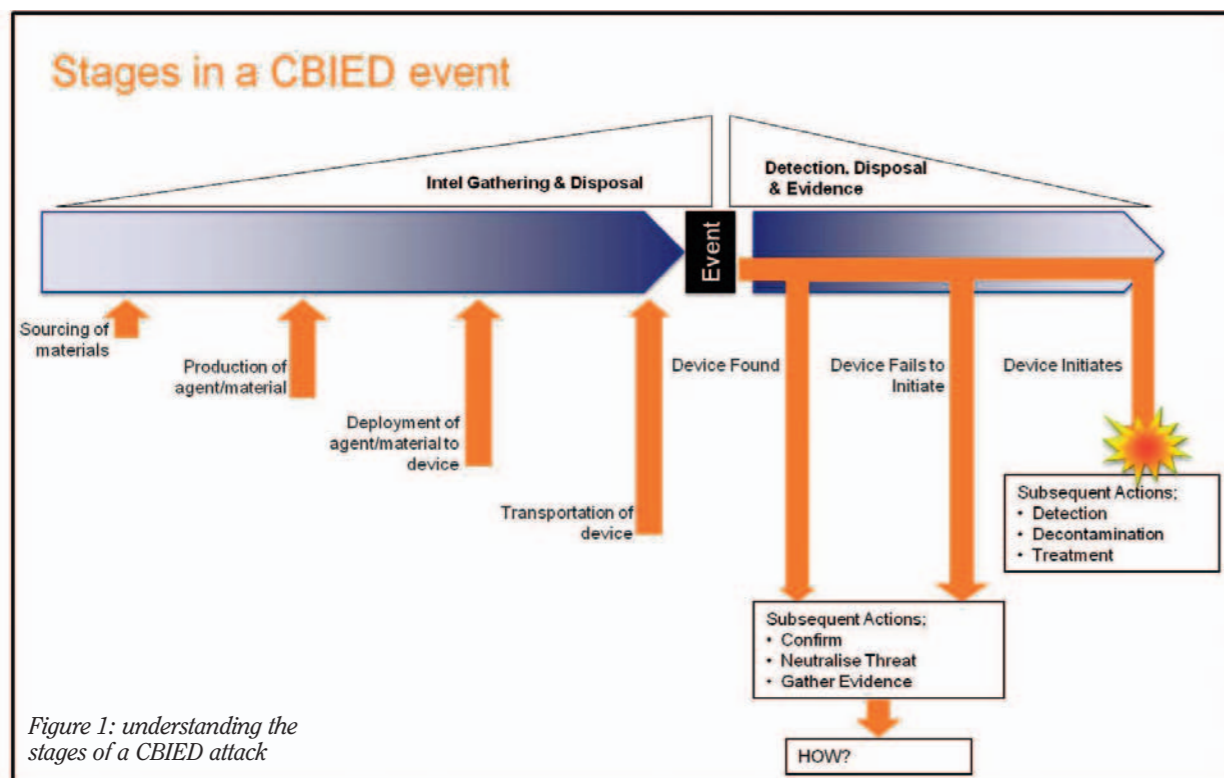 Stages in a CBIED event
Intel Gathering & Disposal
Detection. Disposal
& Evidence
Event
Sourcing of
materials
Production of
agent/material
Deployment of
agent/material to
device
Transportation of
device
Device Found
Device Fails to
Initiate
Device Initiates
Subsequent Actions;
• Detection
• Decontamination
• Treatment
Subsequent Actions;
• Confirm
• Neutralise Threat
• Gather Evidence
HOW?
Figure 1: understanding the
stages of a CBIED attack